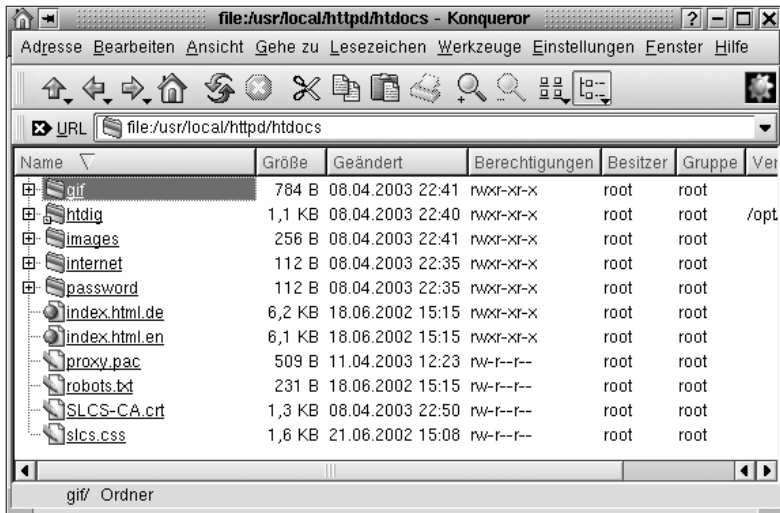 file:/usr/local/httpd/htdocs - Konqueror
Adresse Bearbeiten Ansicht Gehe zu Lesezeichen Werkzeuge Einstellungen Fenster Hilfe
URL file:/usr/local/httpd/htdocs
Name Größe Geändert Berechtigungen Besitzer Gruppe Ver
gif 784 B 08.04.2003 22:41 rwxr-xr-x root root
htdig 1,1 KB 08.04.2003 22:40 rwxr-xr-x root root /opt
images 256 B 08.04.2003 22:41 rwxr-xr-x root root
internet 112 B 08.04.2003 22:35 rwxr-xr-x root root
password 112 B 08.04.2003 22:35 rwxr-xr-x root root
index.html.de 6,2 KB 18.06.2002 15:15 rwxr-xr-x root root
index.html.en 6,1 KB 18.06.2002 15:15 rwxr-xr-x root root
proxy.pac 509 B 11.04.2003 12:23 rw-r--r-- root root
robots.txt 231 B 18.06.2002 15:15 rw-r--r-- root root
SLCS-CA.crt 1,3 KB 08.04.2003 22:50 rw-r--r-- root root
slcs.css 1,6 KB 21.06.2002 15:08 rw-r--r-- root root
gif/ Ordner